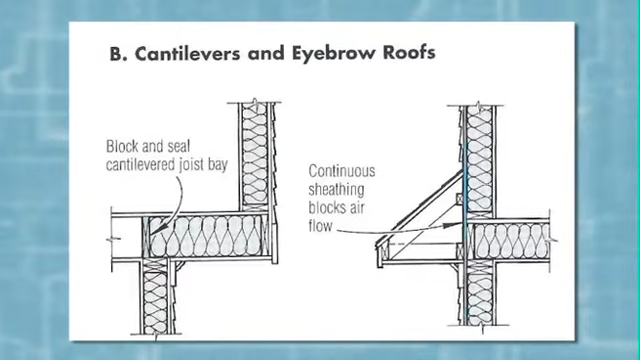 B. Cantilevers and Eyebrow Roofs
Block and seal
cantilevered joist bay
Continuous
sheathing
blocks air
flow